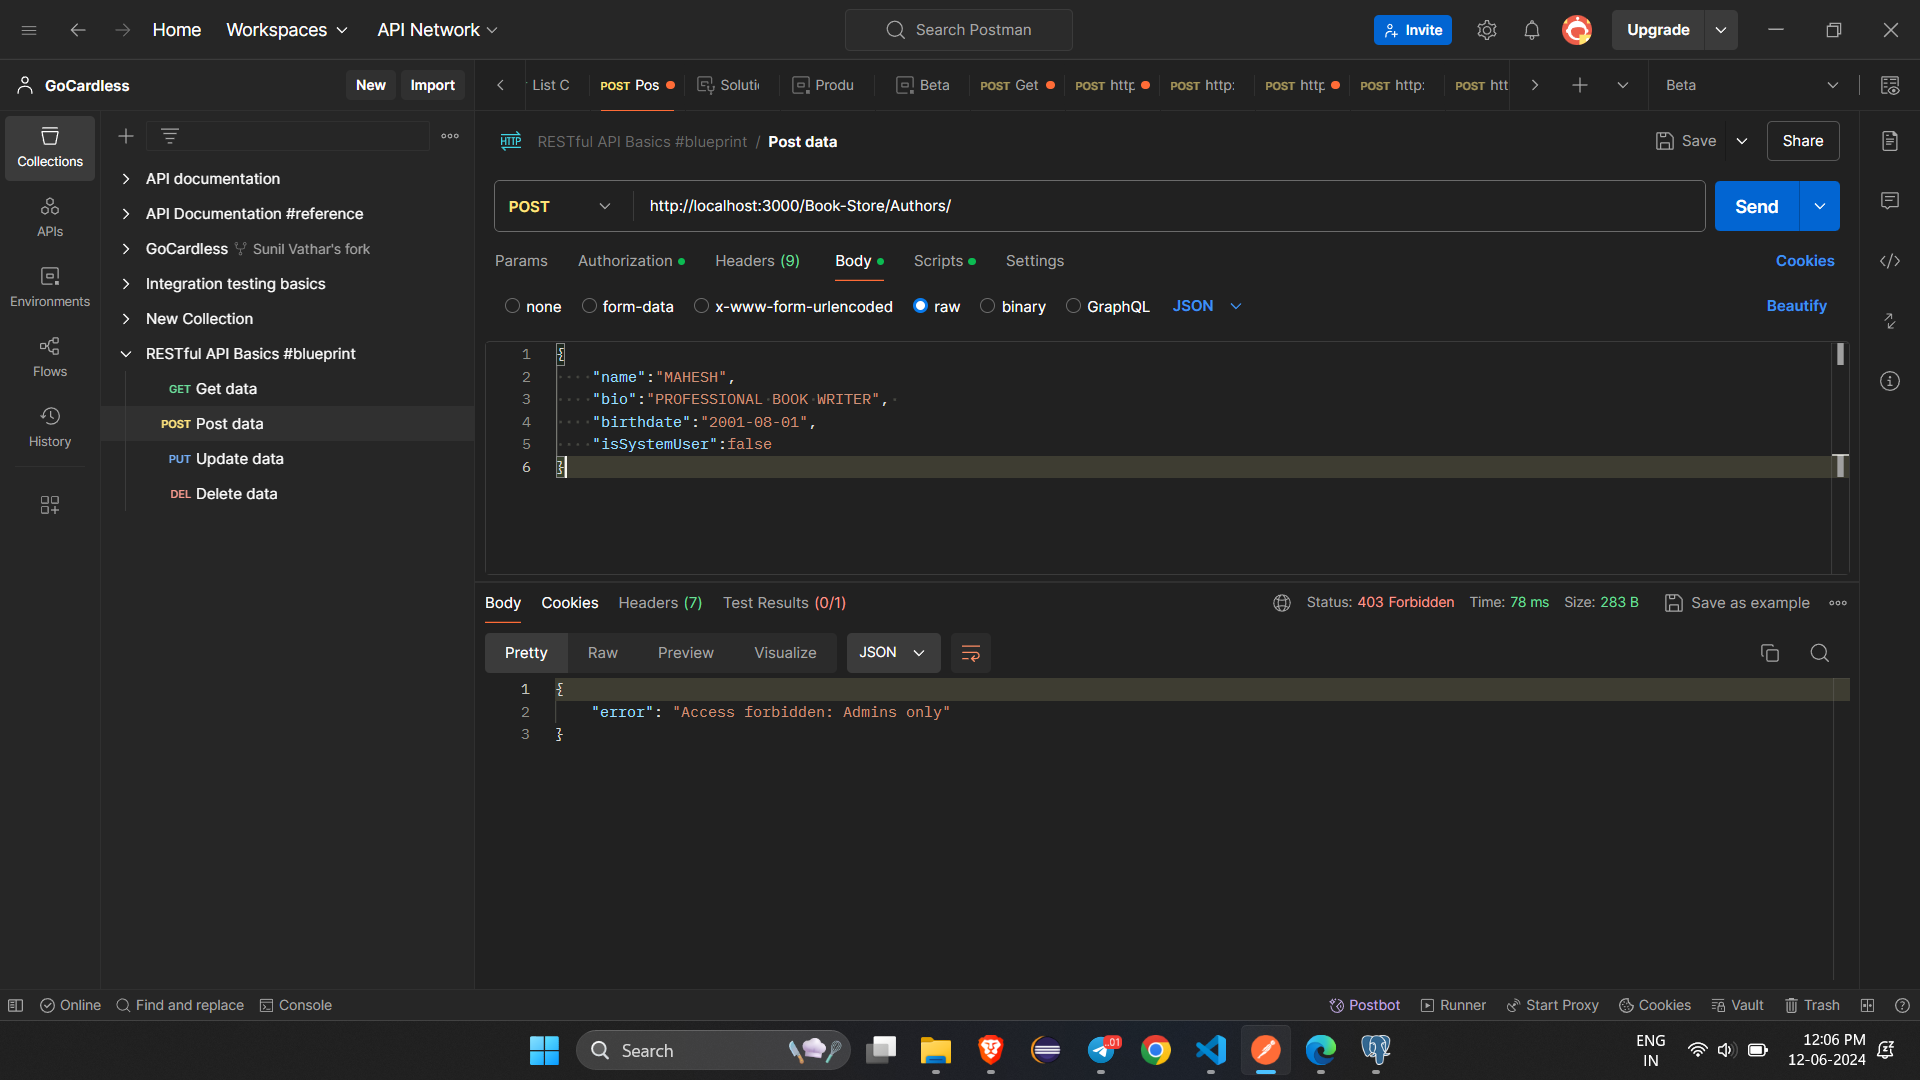 Home Workspaces API Network Search Postman Invite Upgrade
GoCardless New Import List C POST Pos Soluti Produ Beta POST Get POST http POST http: POST http POST http: POST htt Beta
RESTful API Basics #blueprint / Post data Save Share
Collections
API documentation
POST http://localhost:3000/Book-Store/Authors/ Send
APIs
API Documentation #reference
GoCardless Sunil Vathar's fork
Params Authorization Headers (9) Body Scripts Settings Cookies
Integration testing basics
Environments
none form-data x-www-form-urlencoded raw binary GraphQL JSON Beautify
New Collection
RESTful API Basics #blueprint
Flows
GET Get data
POST Post data
History
PUT Update data
DEL Delete data
1 {
2 "name":"MAHESH",
3 "bio":"PROFESSIONAL BOOK WRITER",
4 "birthdate":"2001-08-01",
5 "isSystemUser":false
6 }
Body Cookies Headers (7) Test Results (0/1) Status: 403 Forbidden Time: 78 ms Size: 283 B Save as example
Pretty Raw Preview Visualize JSON
1 {
2 "error": "Access forbidden: Admins only"
3 }
Online Find and replace Console Postbot Runner Start Proxy Cookies Vault Trash
Search .01 ENG 12:06 PM
IN 12-06-2024